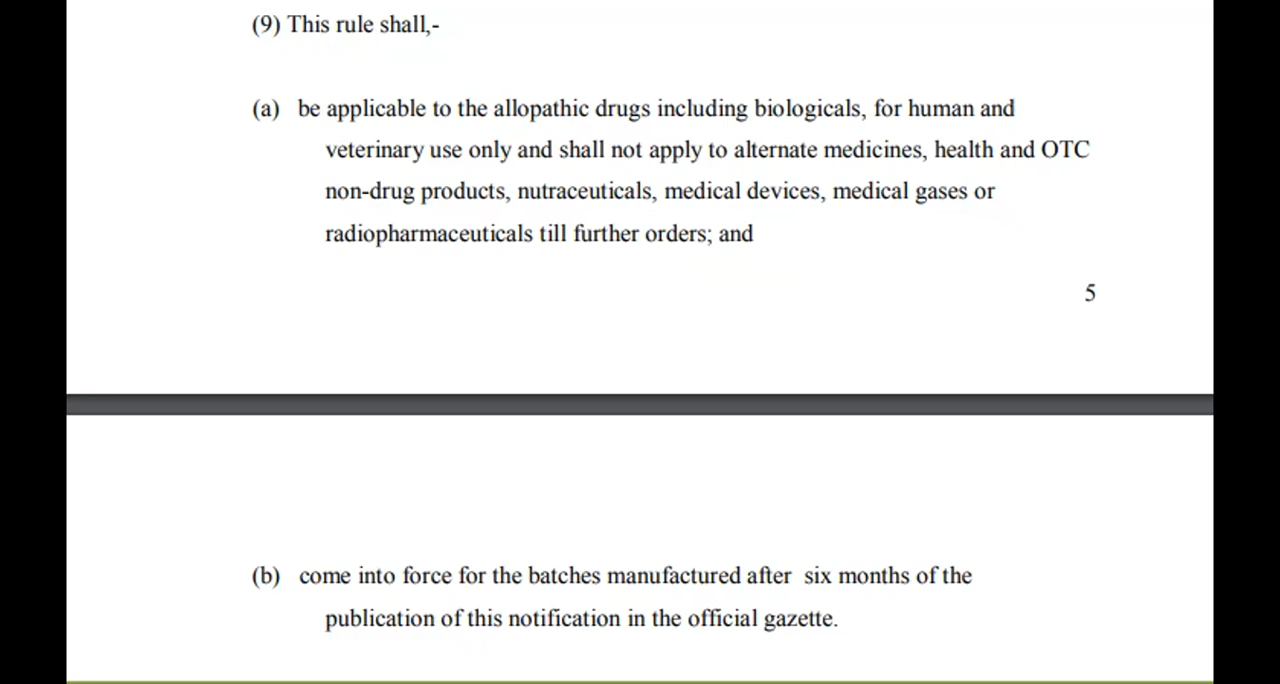 (9) This rule shall,-
(a) be applicable to the allopathic drugs including biologicals, for human and
veterinary use only and shall not apply to alternate medicines, health and OTC
non-drug products, nutraceuticals, medical devices, medical gases or
radiopharmaceuticals till further orders; and
5
(b) come into force for the batches manufactured after six months of the
publication of this notification in the official gazette.